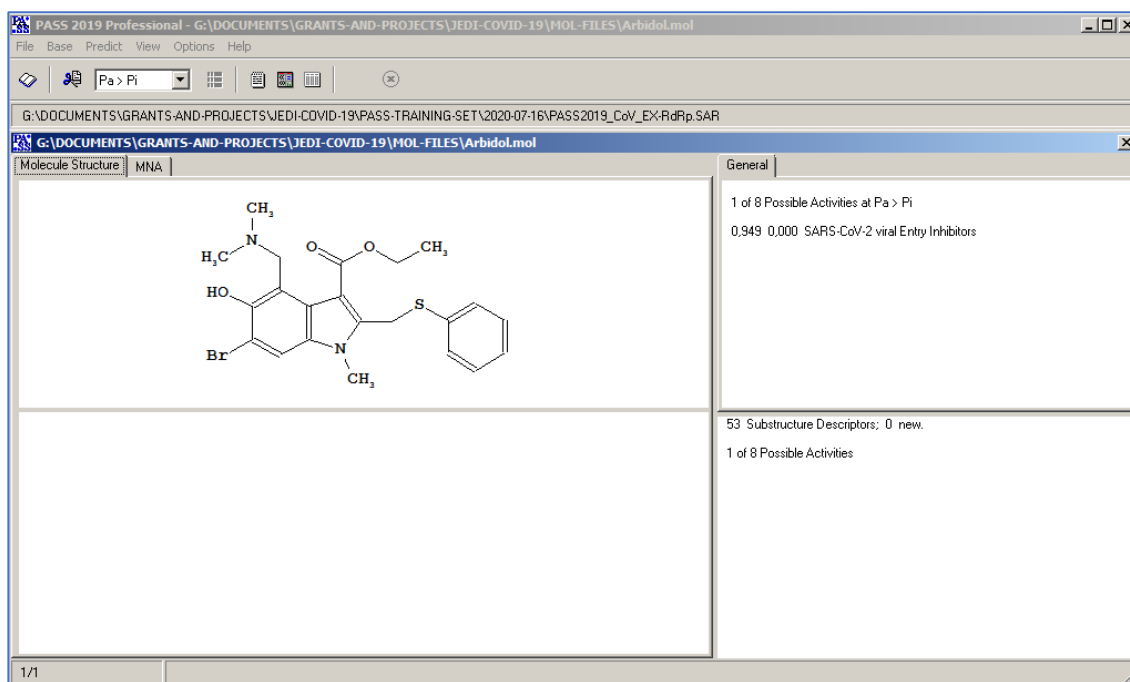 PASS 2019 Professional - G:\DOCUMENTS\GRANTS-AND-PROJECTS\JEDI-COVID-19\MOL-FILES\Arbidol.mol
File Base Predict View Options Help
Pa > Pi
G:\DOCUMENTS\GRANTS-AND-PROJECTS\JEDI-COVID-19\PASS-TRAINING-SET\2020-07-16\PASS2019_CoV_EX-RdRp.SAR
G:\DOCUMENTS\GRANTS-AND-PROJECTS\JEDI-COVID-19\MOL-FILES\Arbidol.mol
Molecule Structure MNA
General
1 of 8 Possible Activities at Pa > Pi
0,949 0,000 SARS-CoV-2 viral Entry Inhibitors
CH3
N
H3C
O
O
CH3
HO
S
Br
N
CH3
53 Substructure Descriptors; 0 new.
1 of 8 Possible Activities
1/1